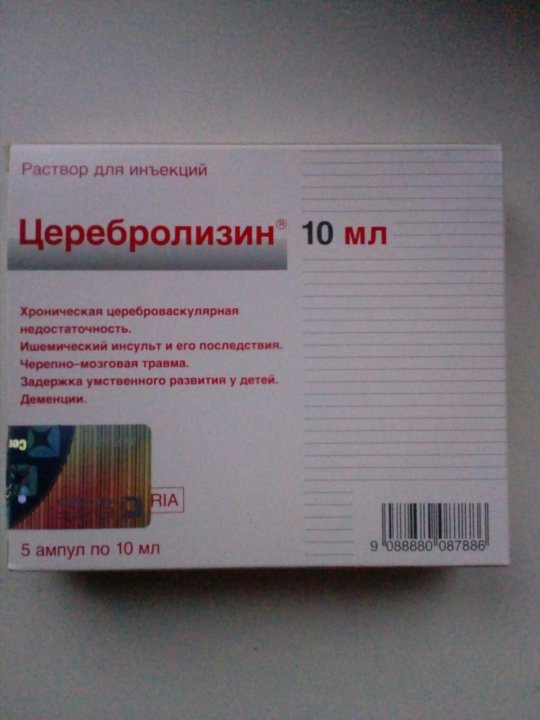 Раствор для инъекций
Церебролизин® 10 мл
Хроническая цереброваскулярная
недостаточность.
Ишемический инсульт и его последствия.
Черепно-мозговая травма.
Задержка умственного развития у детей.
Деменции.
Cer
RIA
5 ампул по 10 мл
9 088880 087886